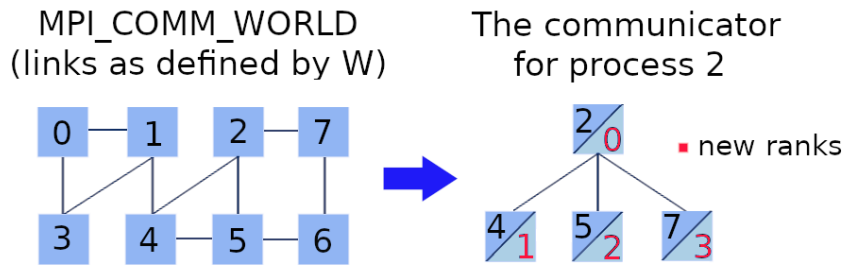 MPI_COMM_WORLD
(links as defined by W)
The communicator
for process 2
0 1 2 7
3 4 5 6
2 0
4 1 5 2 7 3
new ranks